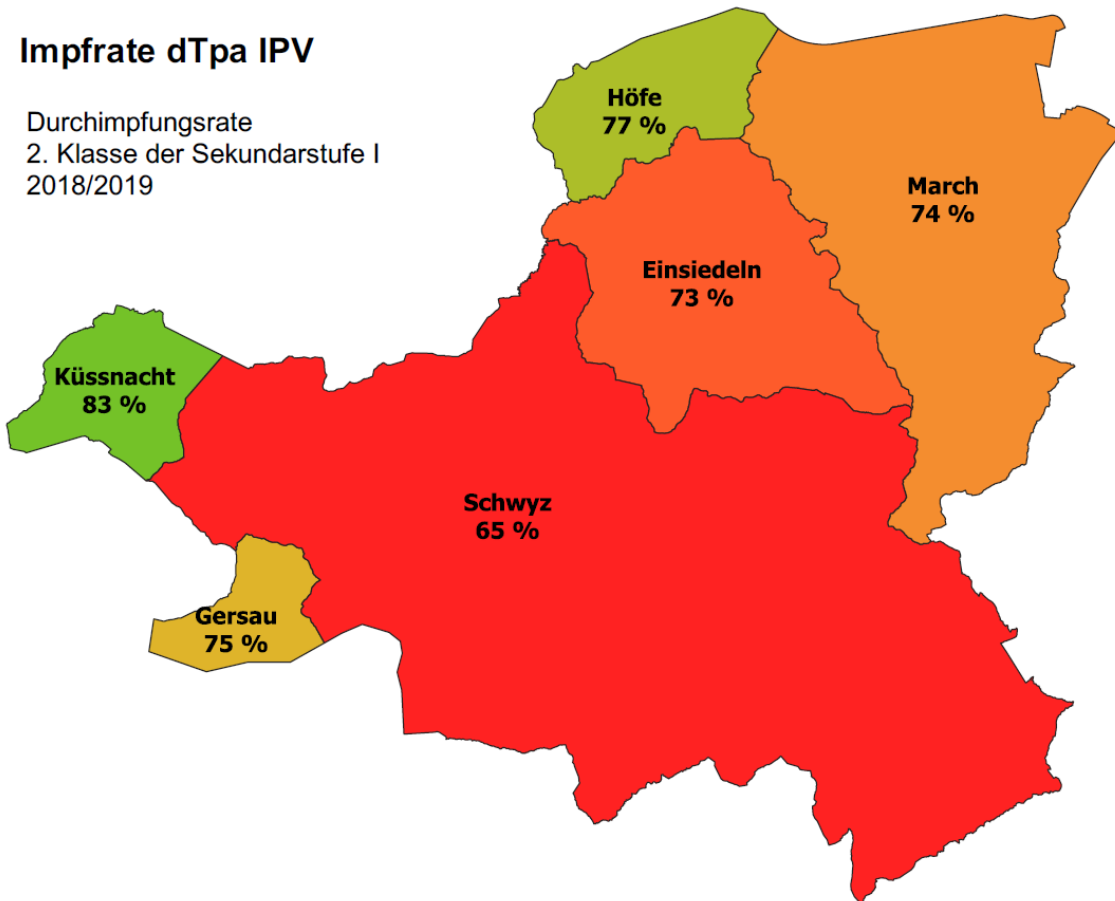 Impfrate dTpa IPV
Durchimpfungsrate
2. Klasse der Sekundarstufe I
2018/2019
Höfe
77 %
March
74 %
Einsiedeln
73 %
Küssnacht
83 %
Schwyz
65 %
Gersau
75 %